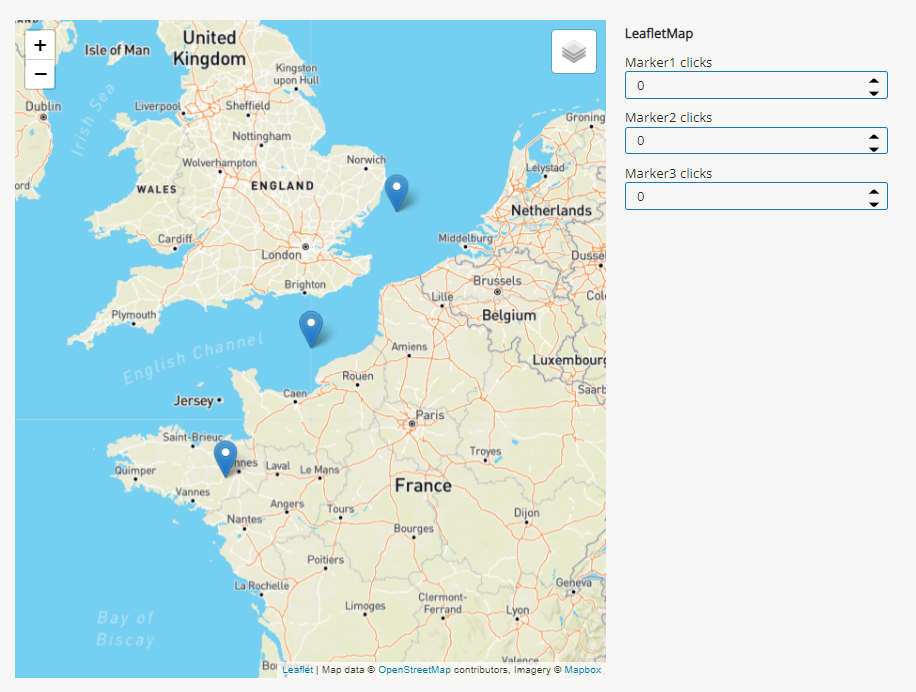 +
−
United
Kingdom
Isle of Man
Kingston
upon Hull
Dublin
Irish Sea
Liverpool
Sheffield
Groning
Nottingham
Norwich
Wolverhampton
Lelystad
ord
WALES
ENGLAND
Netherlands
Cardiff
Middelburg
London
Dussel
Brighton
Brussels
Lille
Col
Plymouth
Belgium
English Channel
Amiens
Luxembourg
Rouen
Saarb
Jersey
Caen
Paris
Saint-Brieuc
Troyes
Quimper
nnes
Laval
Le Mans
Vannes
France
Angers
Tours
Nantes
Dijon
Bourges
Poitiers
La Rochelle
Geneva
Limoges
Clermont-
Ferrand
Lyon
Bay of
Biscay
Valence
Bo
Leaflet | Map data © OpenStreetMap contributors, Imagery © Mapbox
LeafletMap
Marker1 clicks
0
Marker2 clicks
0
Marker3 clicks
0